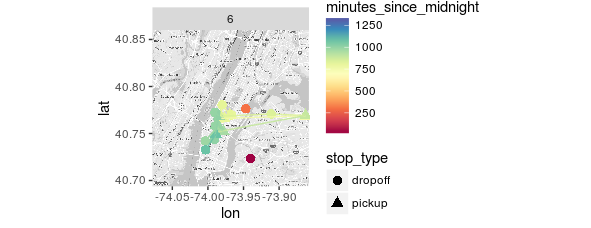 6
40.85
40.80
40.75
40.70
lat
-74.05 -74.00 -73.95 -73.90
lon
minutes_since_midnight
1250
1000
750
500
250
stop_type
dropoff
pickup